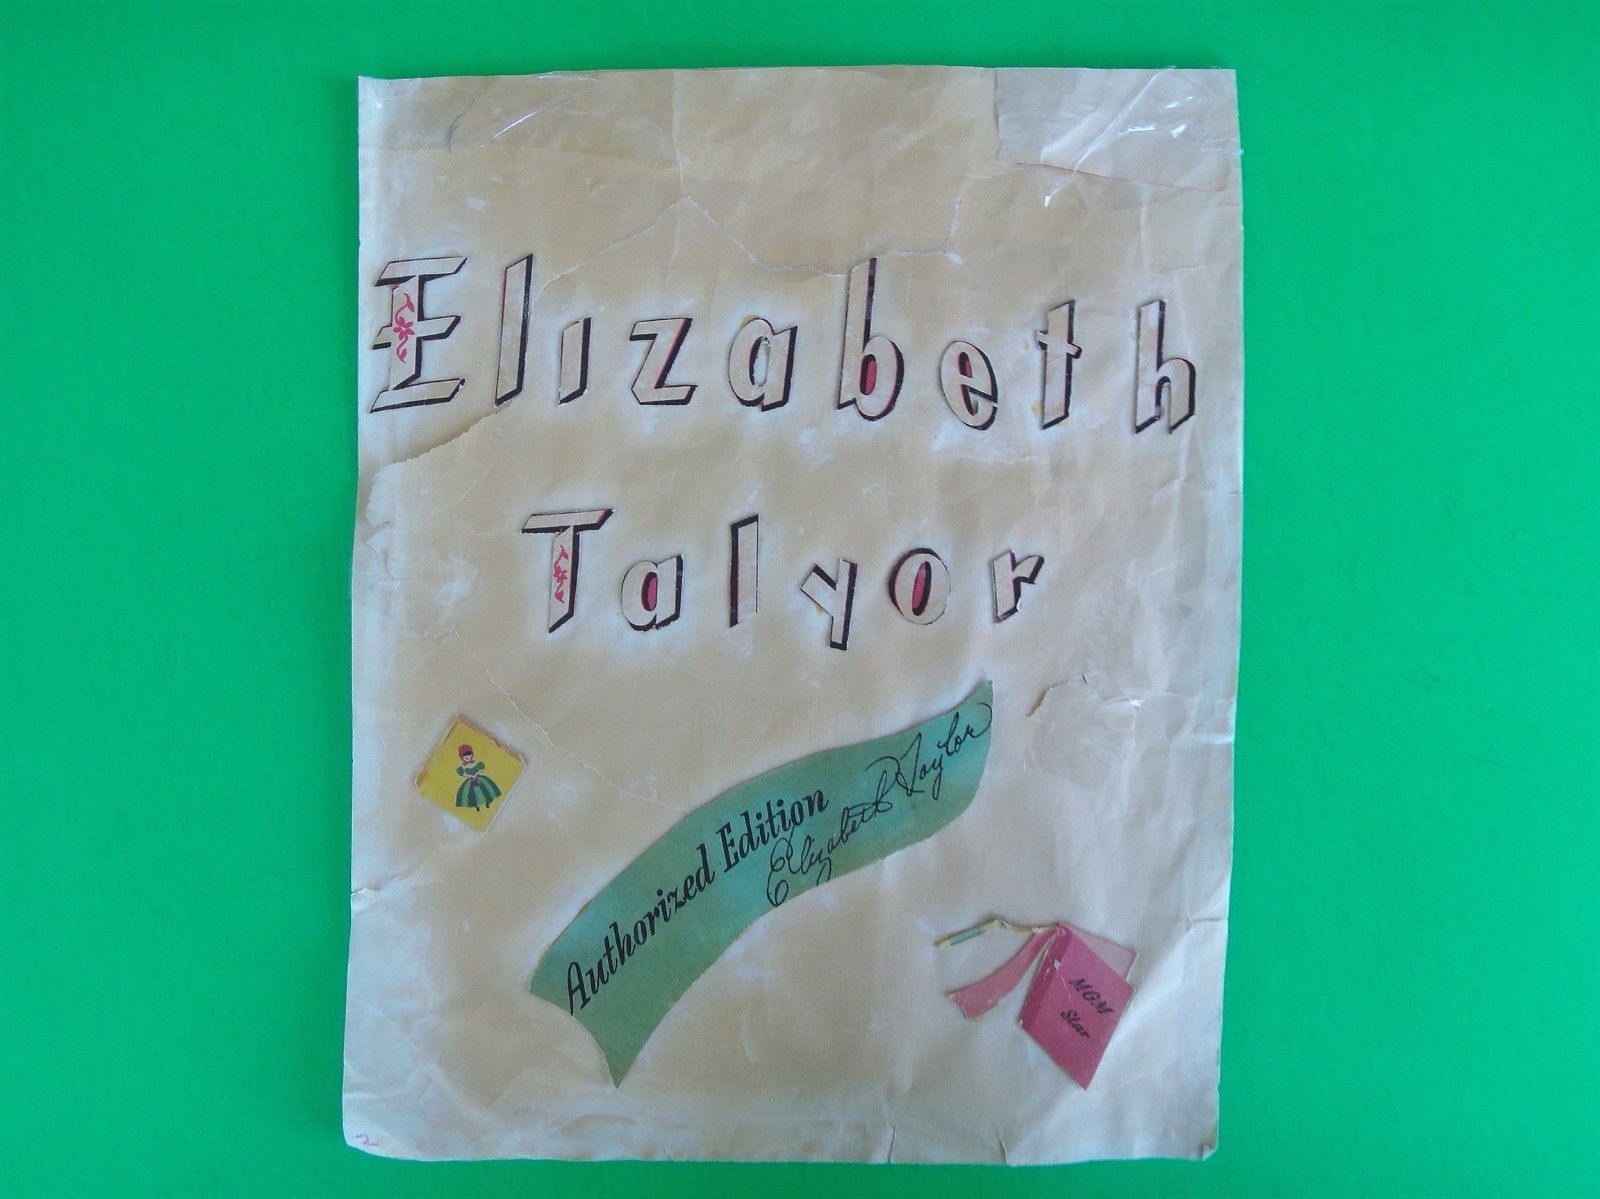 Elizabeth
Talyor
Authorized Edition
Elizabeth Taylor
MGM
Star